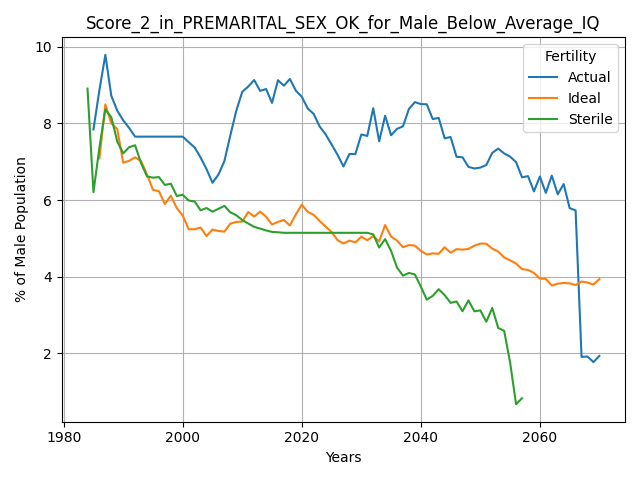 Score_2_in_PREMARITAL_SEX_OK_for_Male_Below_Average_IQ
Fertility
Actual
Ideal
Sterile
% of Male Population
10
8
6
4
2
1980
2000
2020
2040
2060
Years